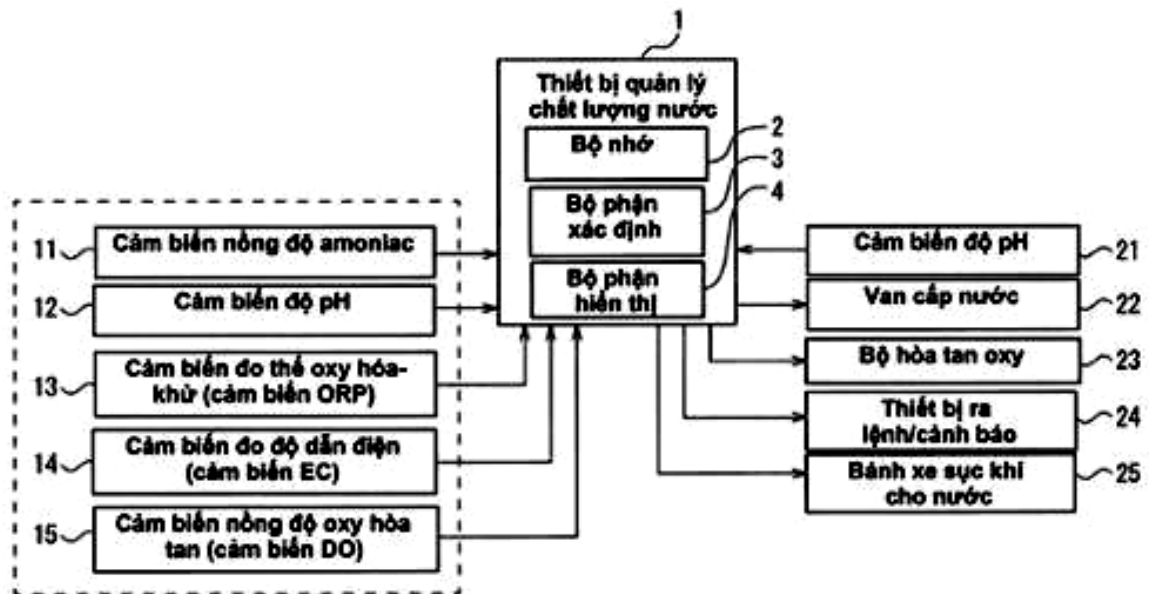 1
Thiết bị quản lý
chất lượng nước
Bộ nhớ
2
Bộ phận
xác định
3
Bộ phận
hiển thị
4
11
Cảm biến nồng độ amoniac
12
Cảm biến độ pH
13
Cảm biến đo thế oxy hóa-
khử (cảm biến ORP)
14
Cảm biến đo độ dẫn điện
(cảm biến EC)
15
Cảm biến nồng độ oxy hòa
tan (cảm biến DO)
Cảm biến độ pH
21
Van cấp nước
22
Bộ hòa tan oxy
23
Thiết bị ra
lệnh/cảnh báo
24
Bánh xe sục khí
cho nước
25